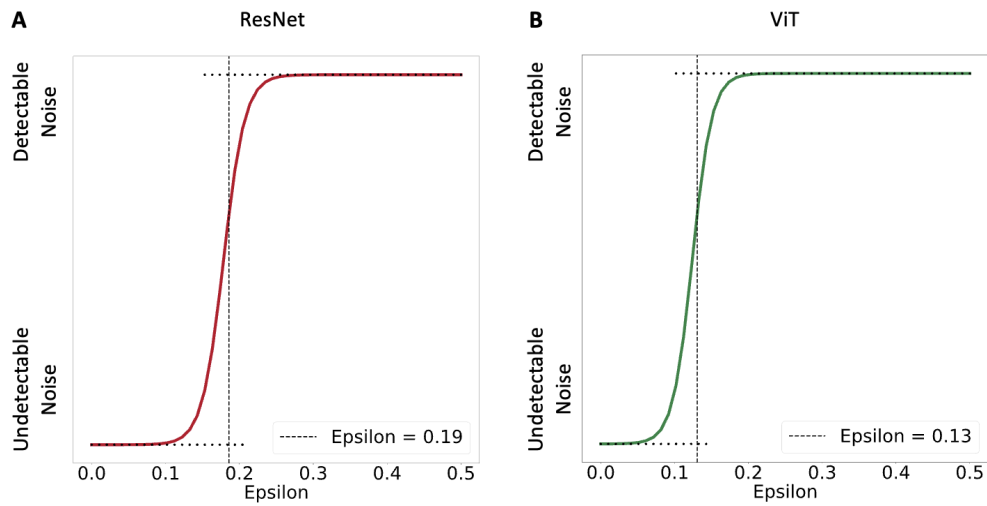 A
ResNet
Detectable
Noise
Undetectable
Noise
Epsilon = 0.19
0.0 0.1 0.2 0.3 0.4 0.5
Epsilon
B
ViT
Detectable
Noise
Undetectable
Noise
Epsilon = 0.13
0.0 0.1 0.2 0.3 0.4 0.5
Epsilon